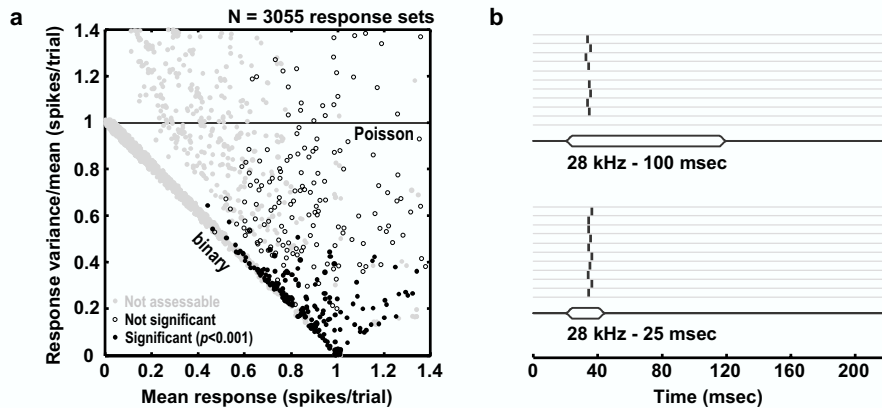 a
N = 3055 response sets
Response variance/mean (spikes/trial)
1.4
1.2
1
0.8
0.6
0.4
0.2
0
Poisson
binary
Not assessable
Not significant
Significant (p<0.001)
0 0.2 0.4 0.6 0.8 1.0 1.2 1.4
Mean response (spikes/trial)
b
28 kHz - 100 msec
28 kHz - 25 msec
0 40 80 120 160 200
Time (msec)